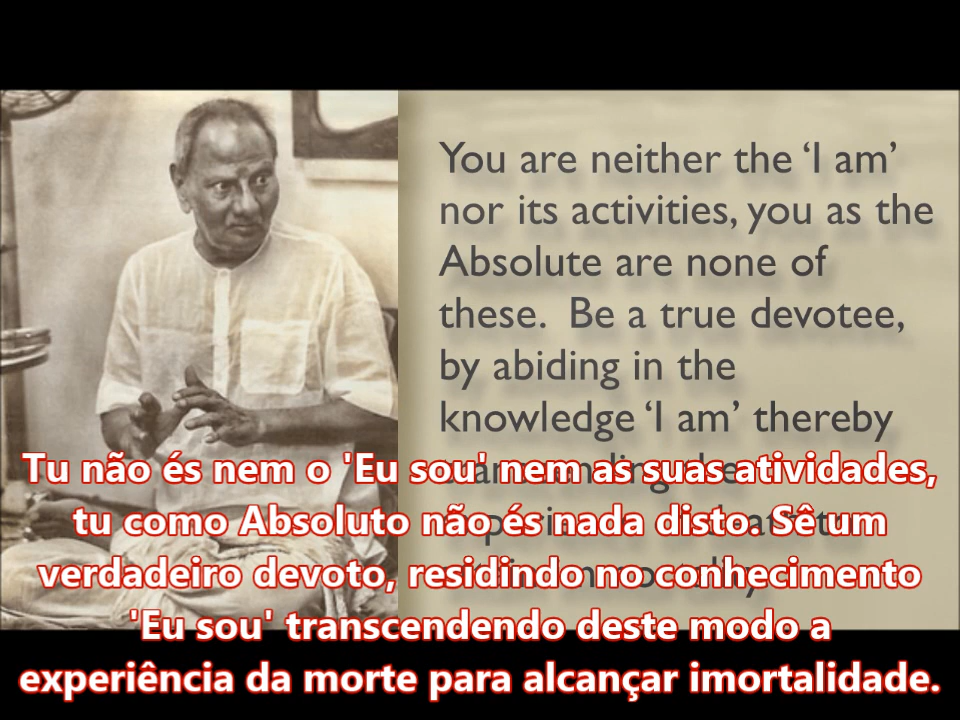 You are neither the ‘I am’
nor its activities, you as the
Absolute are none of
these. Be a true devotee,
by abiding in the
knowledge ‘I am’ thereby
Tu não és nem o 'Eu sou' nem as suas atividades,
tu como Absoluto não és nada disto. Sê um
verdadeiro devoto, residindo no conhecimento
'Eu sou' transcendendo deste modo a
experiência da morte para alcançar imortalidade.